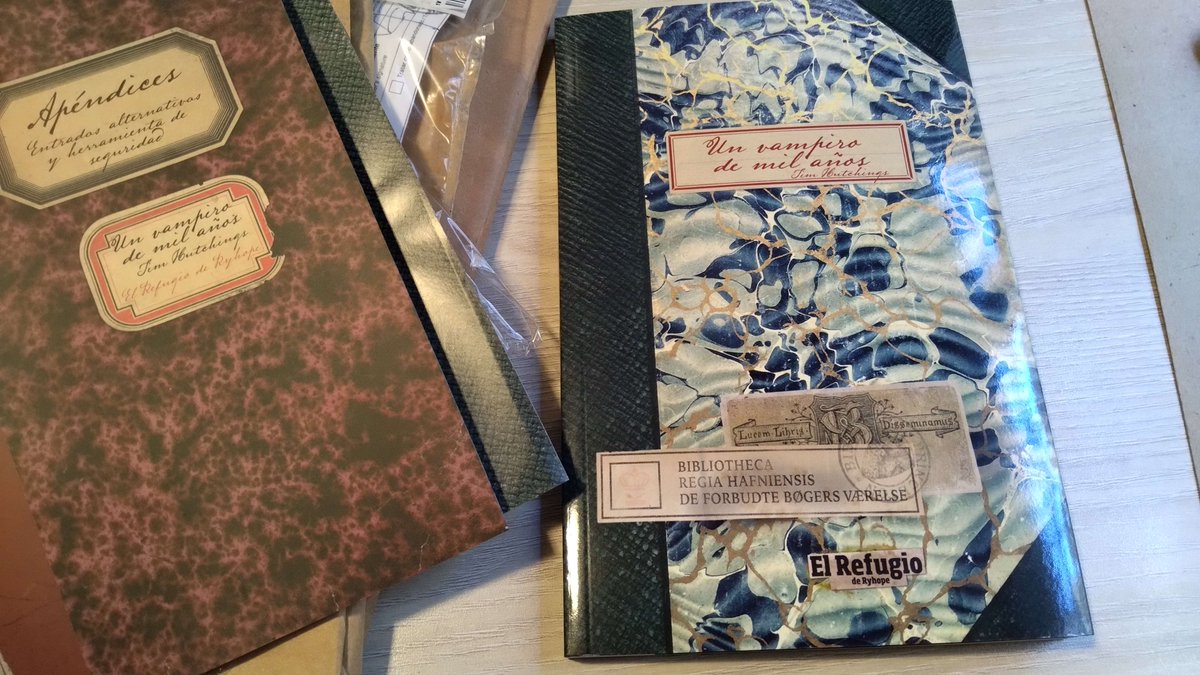 Apéndices
Entradas alternativas
y herramienta de
seguridad
Un vampiro
de mil años
Tim Hutchings
El Refugio de Ryhope
Un vampiro
de mil años
Tim Hutchings
Lucem Libris
Disseminamus
BIBLIOTHECA
REGIA HAFNIENSIS
DE FORBUDTE BØGERS VÆRELSE
El Refugio
de Ryhope